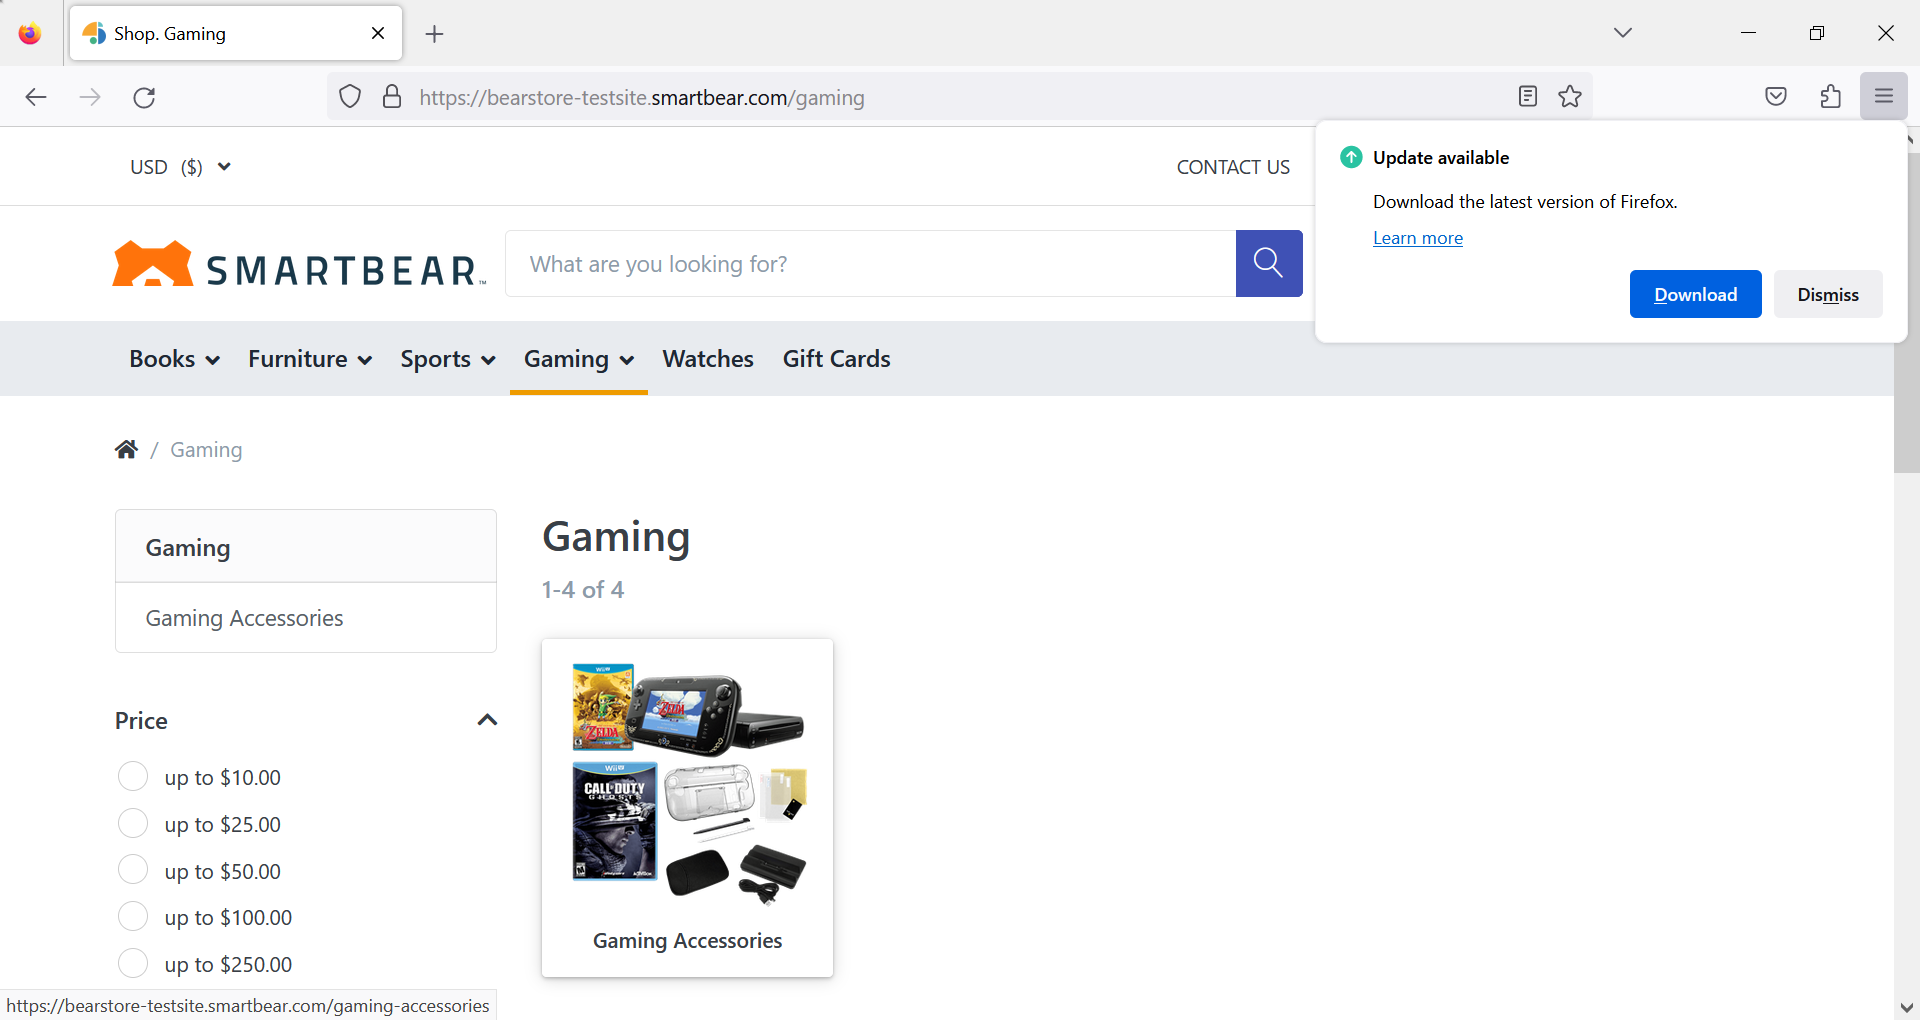 Shop. Gaming
https://bearstore-testsite.smartbear.com/gaming
USD ($)
CONTACT US
Update available
Download the latest version of Firefox.
Learn more
Download
Dismiss
SMARTBEAR™
What are you looking for?
Books
Furniture
Sports
Gaming
Watches
Gift Cards
/ Gaming
Gaming
Gaming Accessories
Gaming
1-4 of 4
Price
up to $10.00
up to $25.00
up to $50.00
up to $100.00
up to $250.00
Wii U
ZELDA
ZELDA
Wii U
CALL DUTY
GHOSTS
Gaming Accessories
https://bearstore-testsite.smartbear.com/gaming-accessories